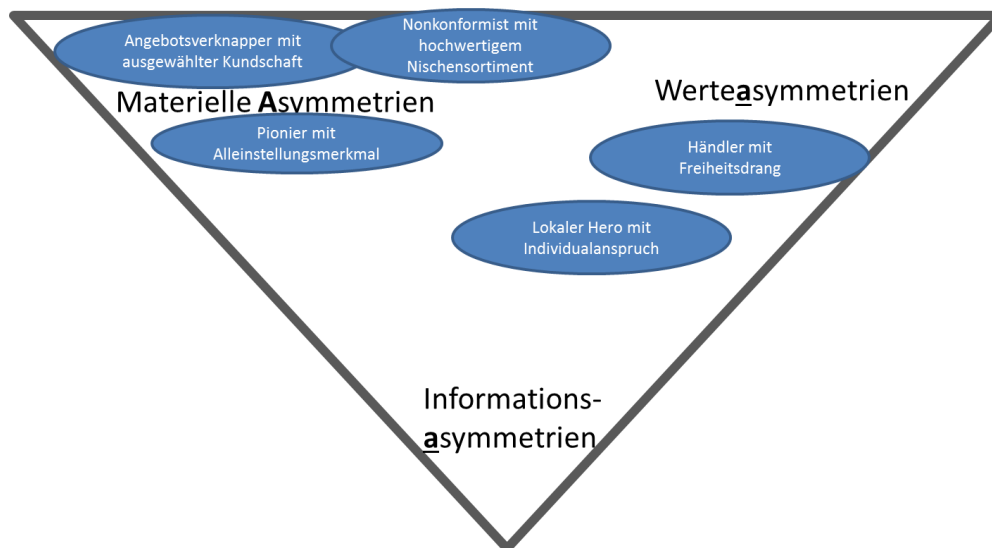 Angebotsverknapper mit
ausgewählter Kundschaft
Nonkonformist mit
hochwertigem
Nischensortiment
Materielle Asymmetrien
Werteasymmetrien
Pionier mit
Alleinstellungsmerkmal
Händler mit
Freiheitsdrang
Lokaler Hero mit
Individualanspruch
Informations-
asymmetrien